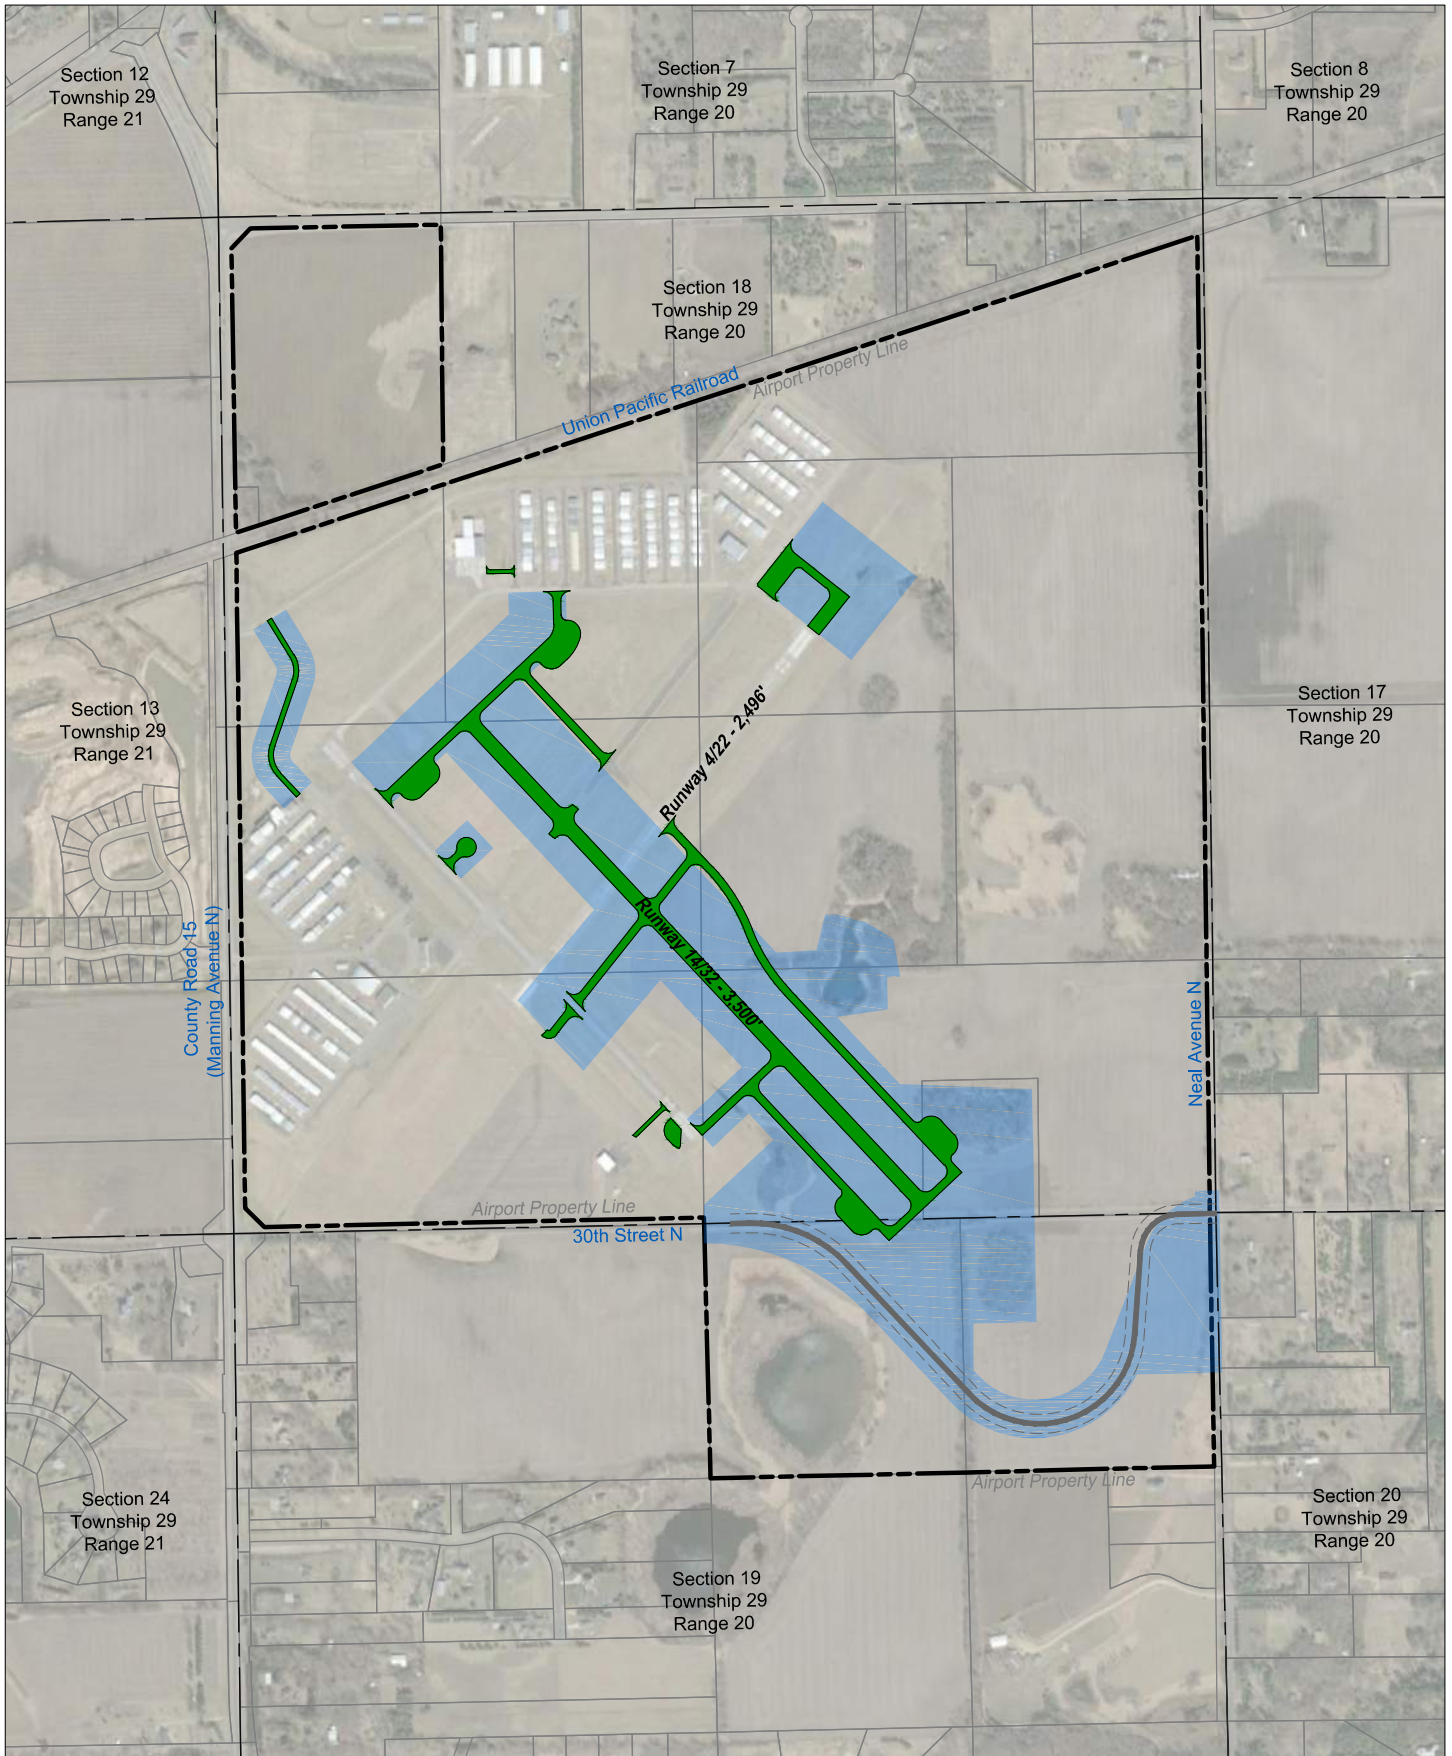 Section 12
Township 29
Range 21
Section 7
Township 29
Range 20
Section 8
Township 29
Range 20
Section 18
Township 29
Range 20
Union Pacific Railroad
Airport Property Line
Section 13
Township 29
Range 21
Runway 4/22 - 2,496'
Section 17
Township 29
Range 20
County Road 15
(Manning Avenue N)
Runway 14/32 - 3,500'
Neal Avenue N
Airport Property Line
30th Street N
Airport Property Line
Section 24
Township 29
Range 21
Section 20
Township 29
Range 20
Section 19
Township 29
Range 20